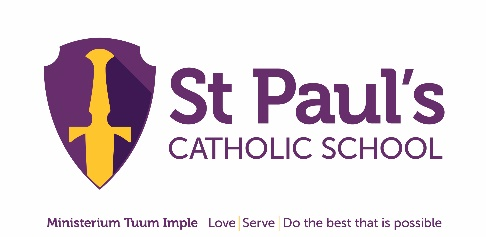 St Paul's
CATHOLIC SCHOOL
Ministerium Tuum Imple Love | Serve | Do the best that is possible